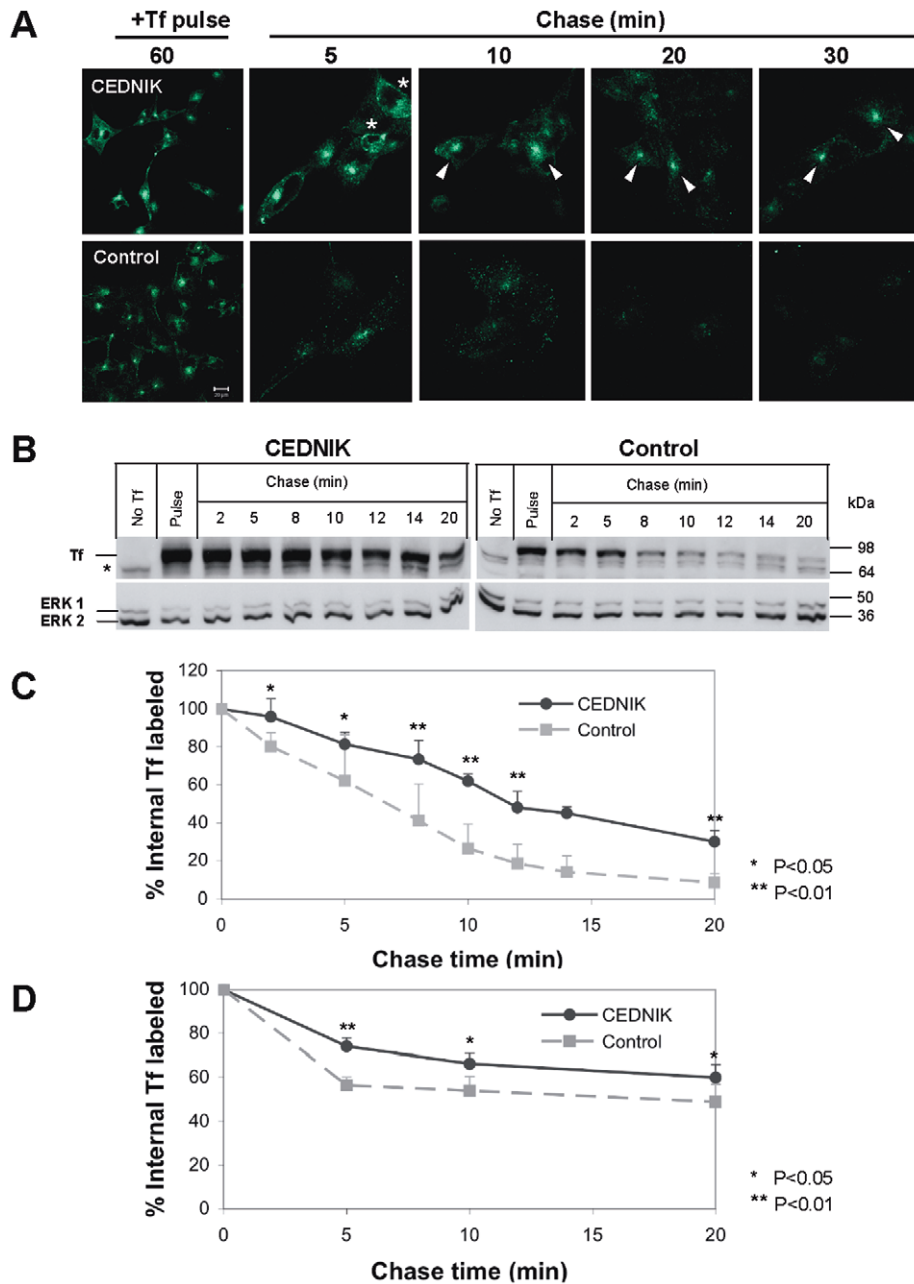 A
+Tf pulse
Chase (min)
60 5 10 20 30
CEDNIK
* *
Control
20 µm
B
CEDNIK Control
No Tf Pulse Chase (min) No Tf Pulse Chase (min) kDa
2 5 8 10 12 14 20 2 5 8 10 12 14 20
Tf 98
* 64
ERK 1 50
ERK 2 36
C
% Internal Tf labeled
120
100
80
60
40
20
0
* * ** ** ** **
CEDNIK
Control
* P<0.05
** P<0.01
0 5 10 15 20
Chase time (min)
D
% Internal Tf labeled
100
80
60
40
20
0
** * *
CEDNIK
Control
* P<0.05
** P<0.01
0 5 10 15 20
Chase time (min)